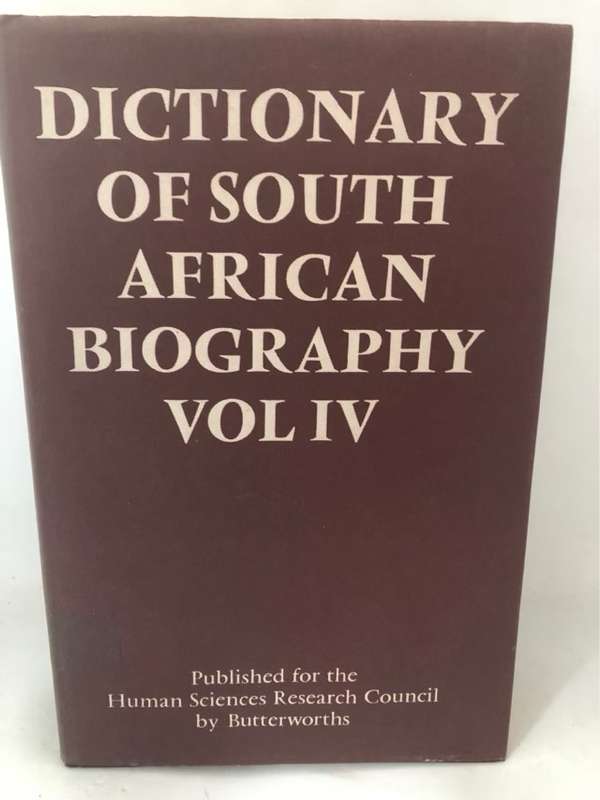 DICTIONARY
OF SOUTH
AFRICAN
BIOGRAPHY
VOL IV
Published for the
Human Sciences Research Council
by Butterworths